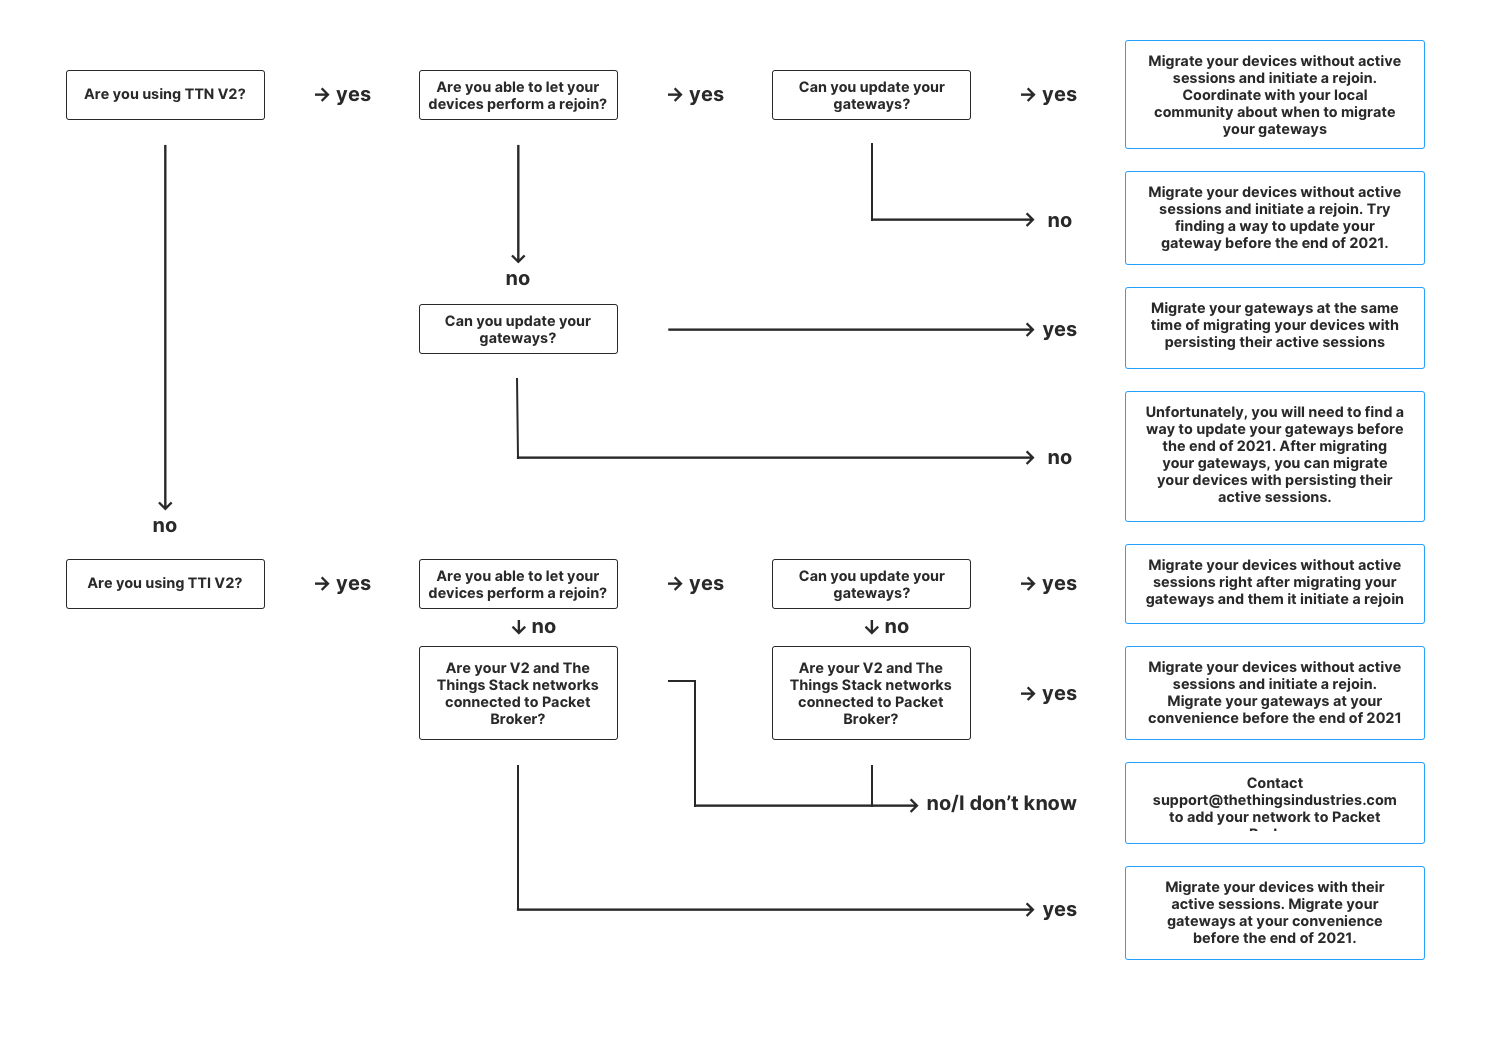 Are you using TTN V2?
→ yes
Are you able to let your
devices perform a rejoin?
→ yes
Can you update your
gateways?
→ yes
Migrate your devices without active
sessions and initiate a rejoin.
Coordinate with your local
community about when to migrate
your gateways
no
Migrate your devices without active
sessions and initiate a rejoin. Try
finding a way to update your
gateway before the end of 2021.
no
Can you update your
gateways?
yes
Migrate your gateways at the same
time of migrating your devices with
persisting their active sessions
no
Unfortunately, you will need to find a
way to update your gateways before
the end of 2021. After migrating
your gateways, you can migrate
your devices with persisting their
active sessions.
no
Are you using TTI V2?
→ yes
Are you able to let your
devices perform a rejoin?
→ yes
Can you update your
gateways?
→ yes
Migrate your devices without active
sessions right after migrating your
gateways and them it initiate a rejoin
↓ no
↓ no
Are your V2 and The
Things Stack networks
connected to Packet
Broker?
Are your V2 and The
Things Stack networks
connected to Packet
Broker?
→ yes
Migrate your devices without active
sessions and initiate a rejoin.
Migrate your gateways at your
convenience before the end of 2021
no/I don’t know
Contact
support@thethingsindustries.com
to add your network to Packet
yes
Migrate your devices with their
active sessions. Migrate your
gateways at your convenience
before the end of 2021.